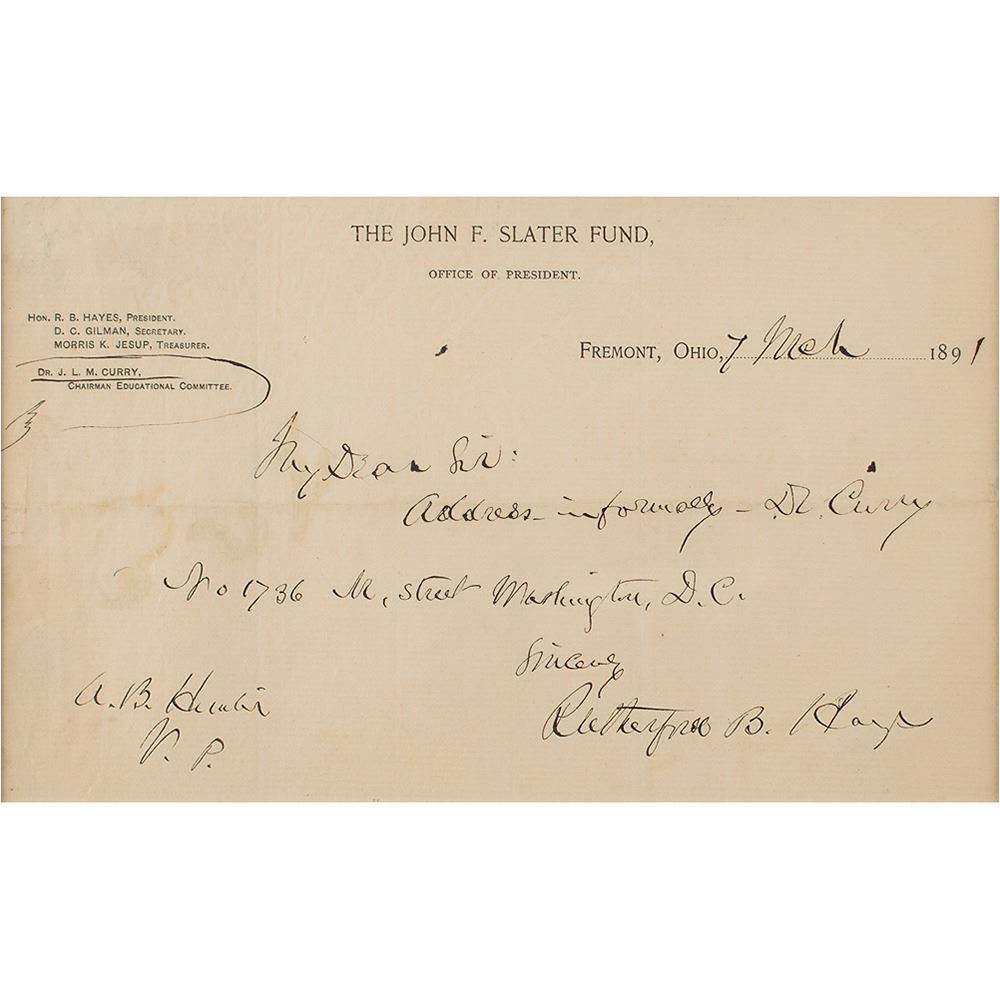 THE JOHN F. SLATER FUND,
OFFICE OF PRESIDENT.
HON. R. B. HAYES, PRESIDENT.
D. C. GILMAN, SECRETARY.
MORRIS K. JESUP, TREASURER.
DR. J. L. M. CURRY,
CHAIRMAN EDUCATIONAL COMMITTEE.
FREMONT, OHIO, 7 Mch 1891
My Dear Sir:
Address informally - Dr. Curry
No 1736 M, street Washington, D.C.
Sincerely
Rutherford B. Hayes
A. B. Hunter
V. P.